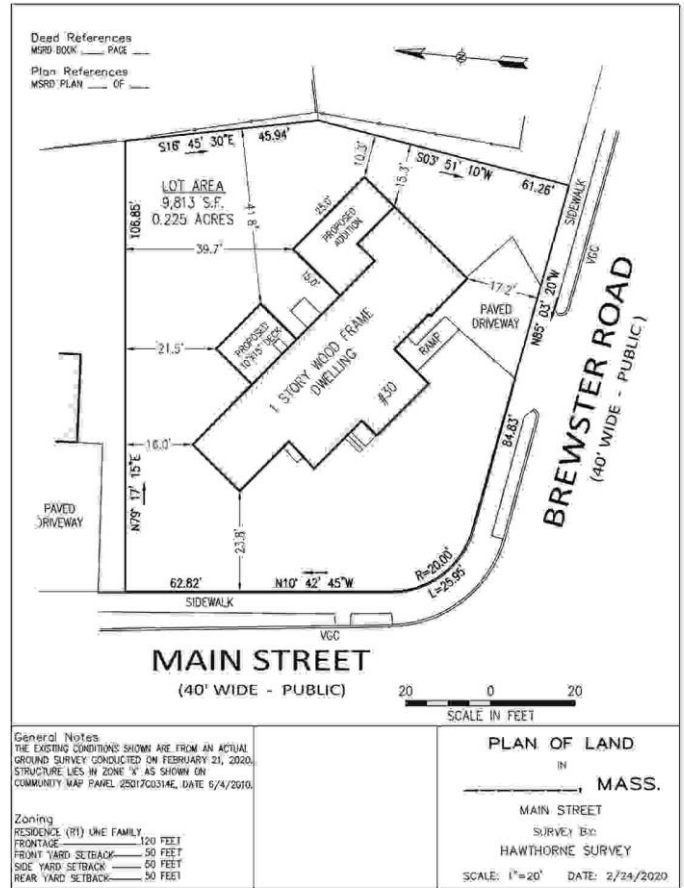 Deed References
MSRD BOOK ____ PAGE ____
Plan References
MSRD PLAN ____ OF ____
S16° 45' 30"E
45.94'
LOT AREA
9,813 S.F.
0.225 ACRES
108.85'
41.8'
39.7'
25.0'
PROPOSED
ADDITION
10.3'
15.3'
S03° 51' 10"W
61.26'
SIDEWALK
VGC
15.0'
17.2'
N85° 03' 20"W
PAVED
DRIVEWAY
BREWSTER ROAD
(40' WIDE - PUBLIC)
PROPOSED
10'X15' DECK
21.5'
1 STORY WOOD FRAME
DWELLING
RAMP
#30
84.83'
16.0'
N79° 17' 15"E
PAVED
DRIVEWAY
23.8'
R=20.00'
L=25.95'
62.82'
N10° 42' 45"W
SIDEWALK
VGC
MAIN STREET
(40' WIDE - PUBLIC)
20 0 20
SCALE IN FEET
General Notes
THE EXISTING CONDITIONS SHOWN ARE FROM AN ACTUAL
GROUND SURVEY CONDUCTED ON FEBRUARY 21, 2020.
STRUCTURE LIES IN ZONE "X" AS SHOWN ON
COMMUNITY MAP PANEL 25017C0314E, DATE 6/4/2010.
Zoning
RESIDENCE (R1) ONE FAMILY
FRONTAGE 120 FEET
FRONT YARD SETBACK 50 FEET
SIDE YARD SETBACK 50 FEET
REAR YARD SETBACK 50 FEET
PLAN OF LAND
IN
____, MASS.
MAIN STREET
SURVEY BY:
HAWTHORNE SURVEY
SCALE: 1"=20' DATE: 2/24/2020